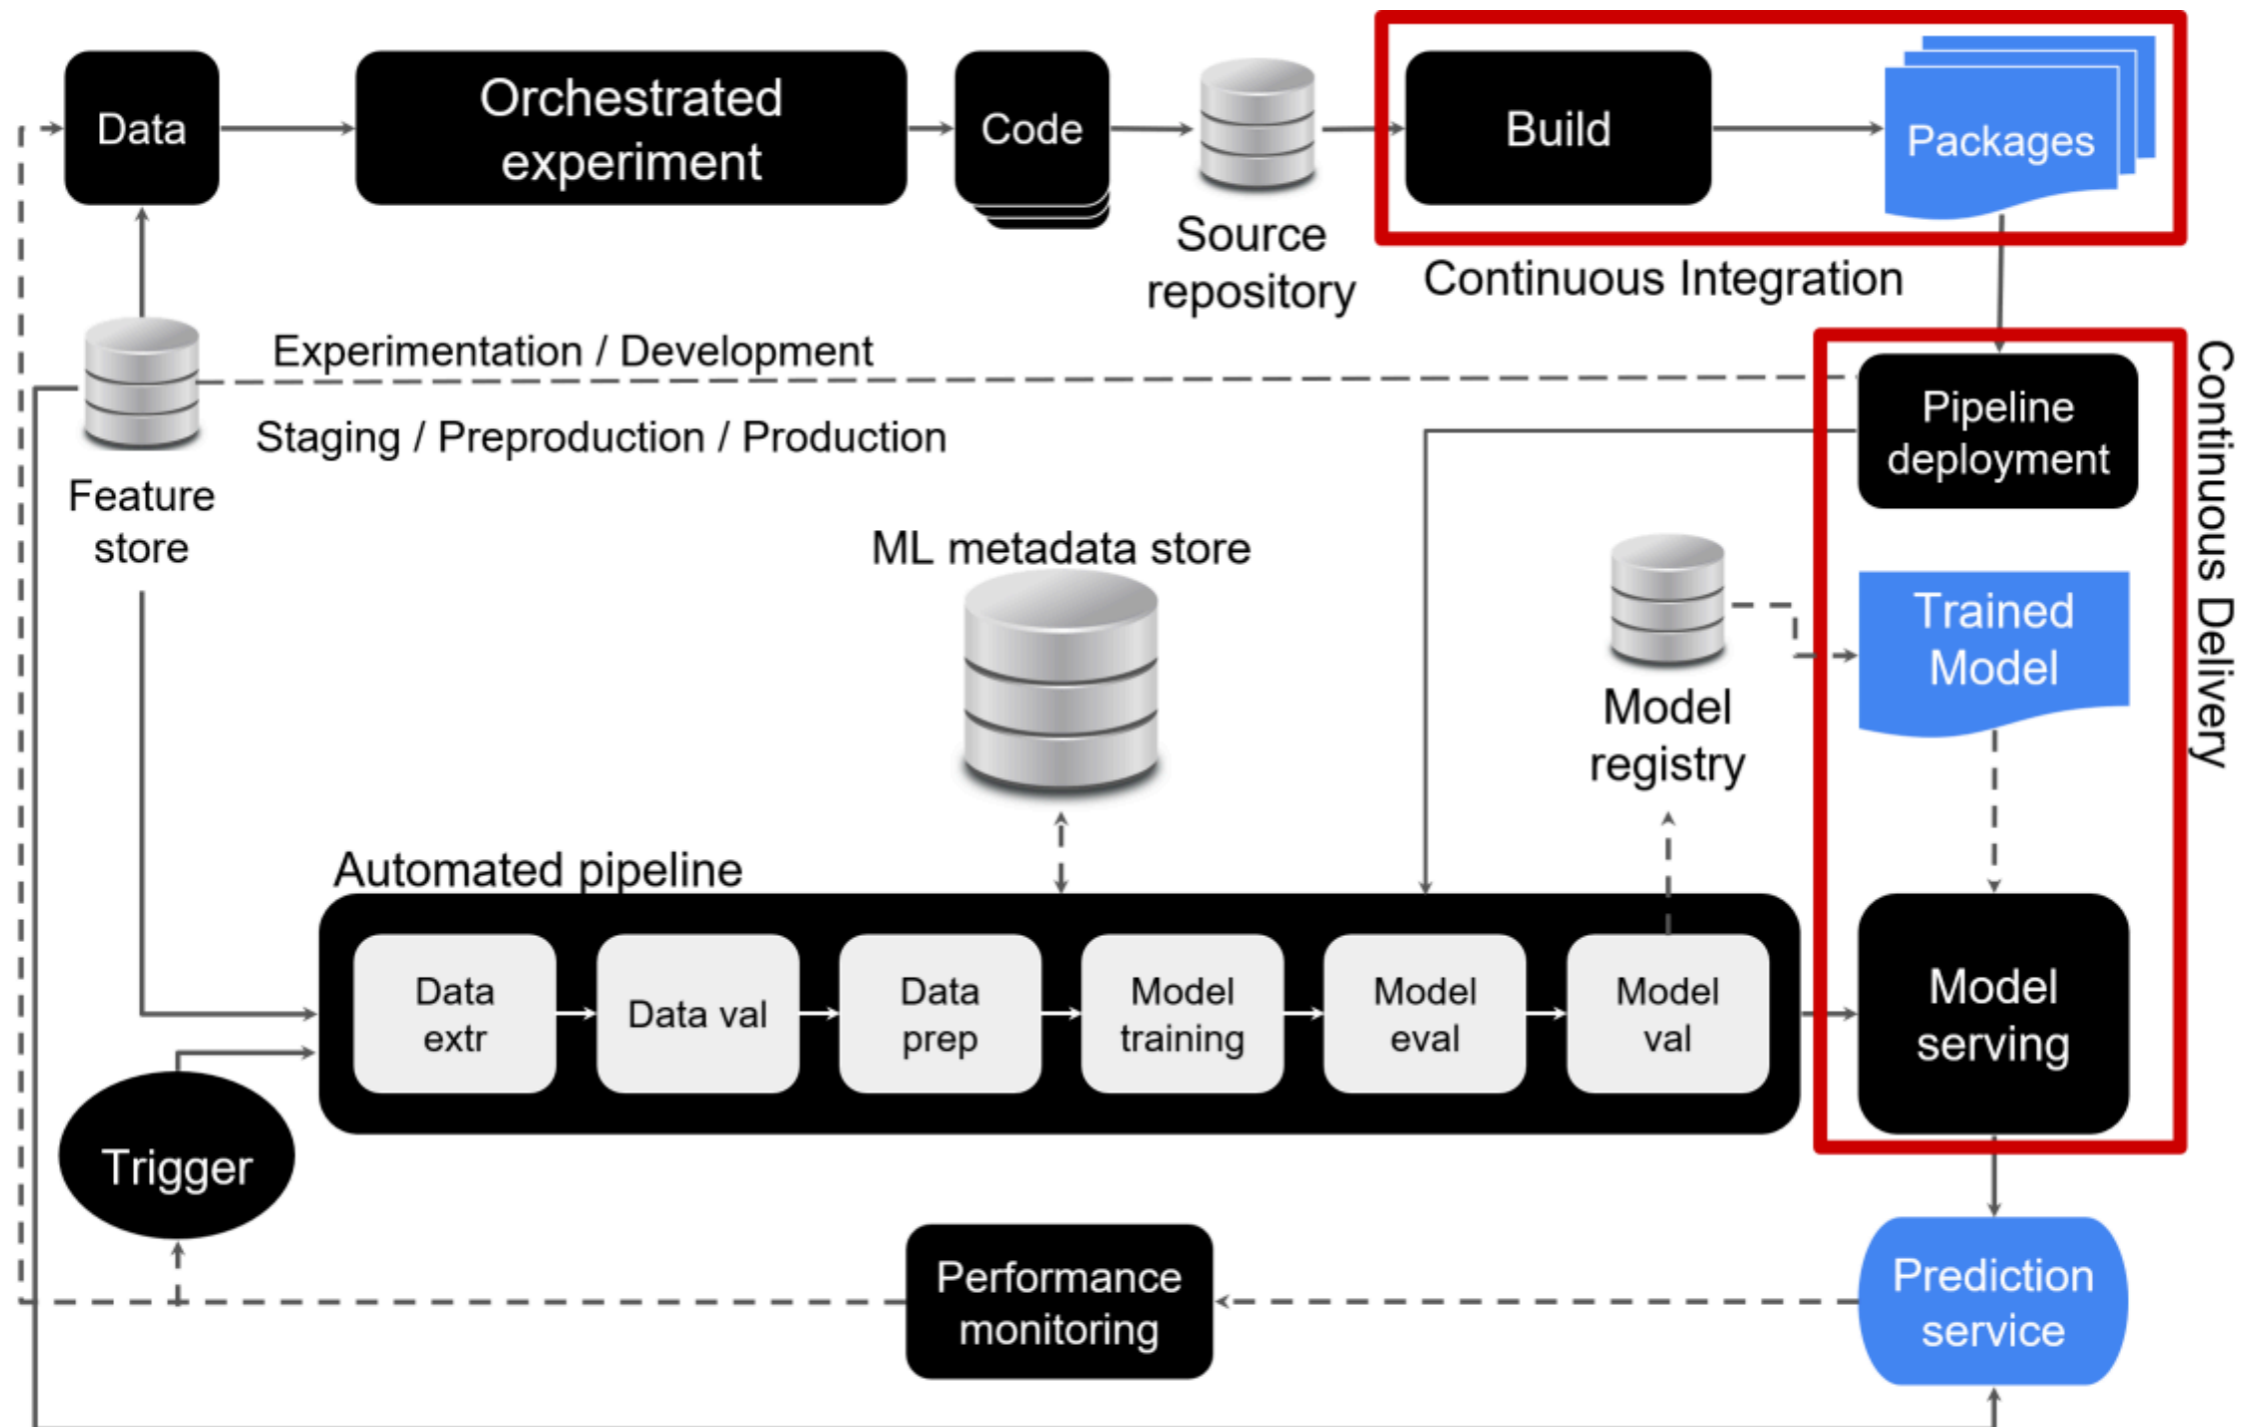 Data
Orchestrated
experiment
Code
Source
repository
Build
Packages
Continuous Integration
Experimentation / Development
Staging / Preproduction / Production
Feature
store
Pipeline
deployment
Continuous Delivery
ML metadata store
Model
registry
Trained
Model
Automated pipeline
Data
extr
Data val
Data
prep
Model
training
Model
eval
Model
val
Model
serving
Trigger
Performance
monitoring
Prediction
service